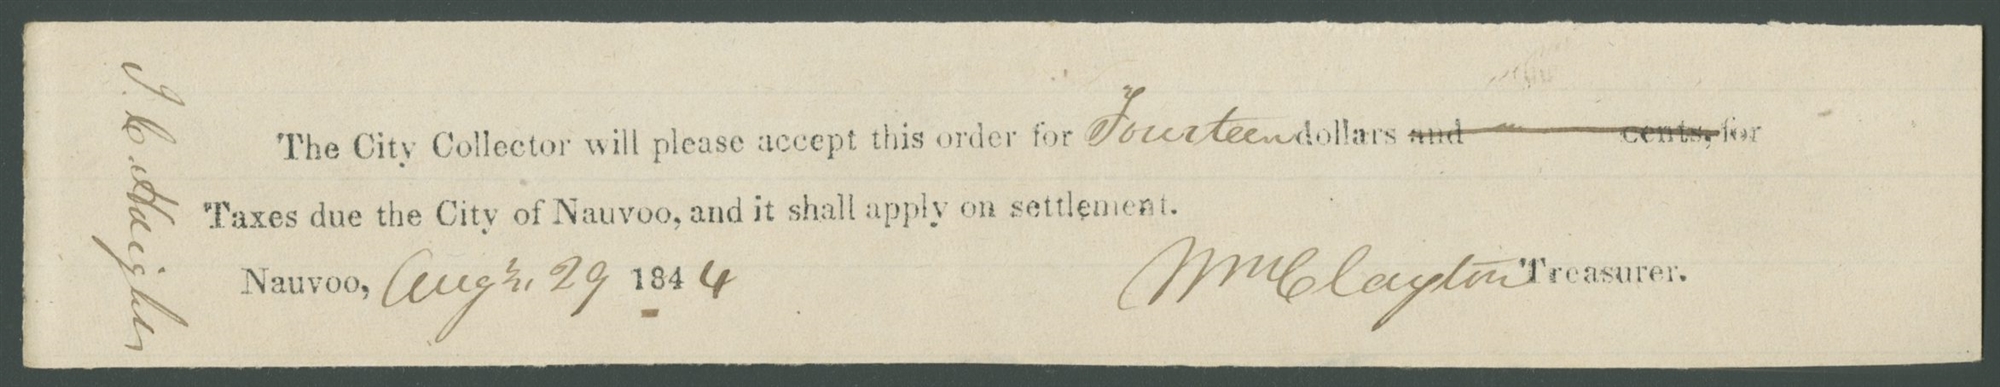 The City Collector will please accept this order for Fourteen dollars and cents, for
Taxes due the City of Nauvoo, and it shall apply on settlement.
Nauvoo, Augt. 29 1844 Wm Clayton Treasurer.
I. C. Haight